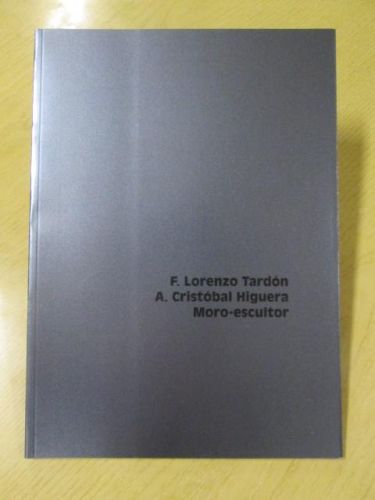 F. Lorenzo Tardón
A. Cristóbal Higuera
Moro-escultor